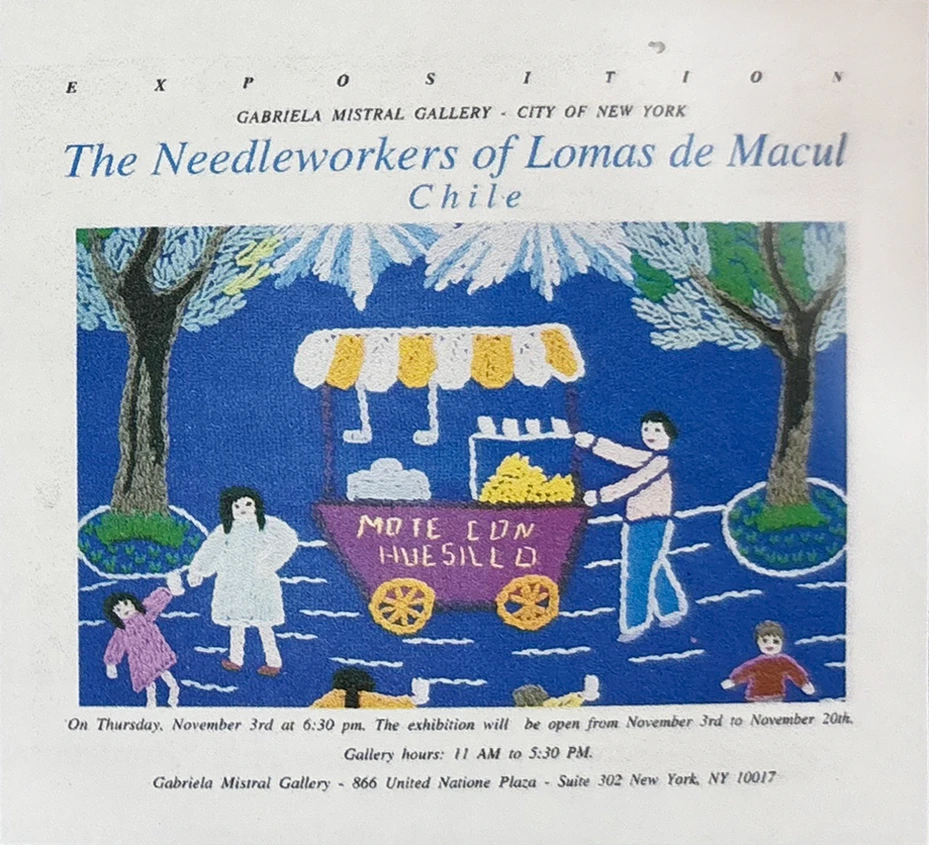 EXPOSITION
GABRIELA MISTRAL GALLERY - CITY OF NEW YORK
The Needleworkers of Lomas de Macul
Chile
MOTE CON
HUESILLO
On Thursday, November 3rd at 6:30 pm. The exhibition will be open from November 3rd to November 20th.
Gallery hours: 11 AM to 5:30 PM.
Gabriela Mistral Gallery - 866 United Natione Plaza - Suite 302 New York, NY 10017